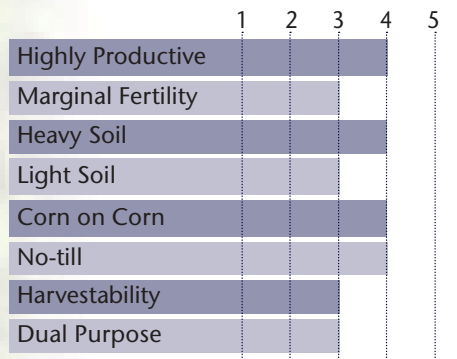 1 2 3 4 5
Highly Productive
Marginal Fertility
Heavy Soil
Light Soil
Corn on Corn
No-till
Harvestability
Dual Purpose